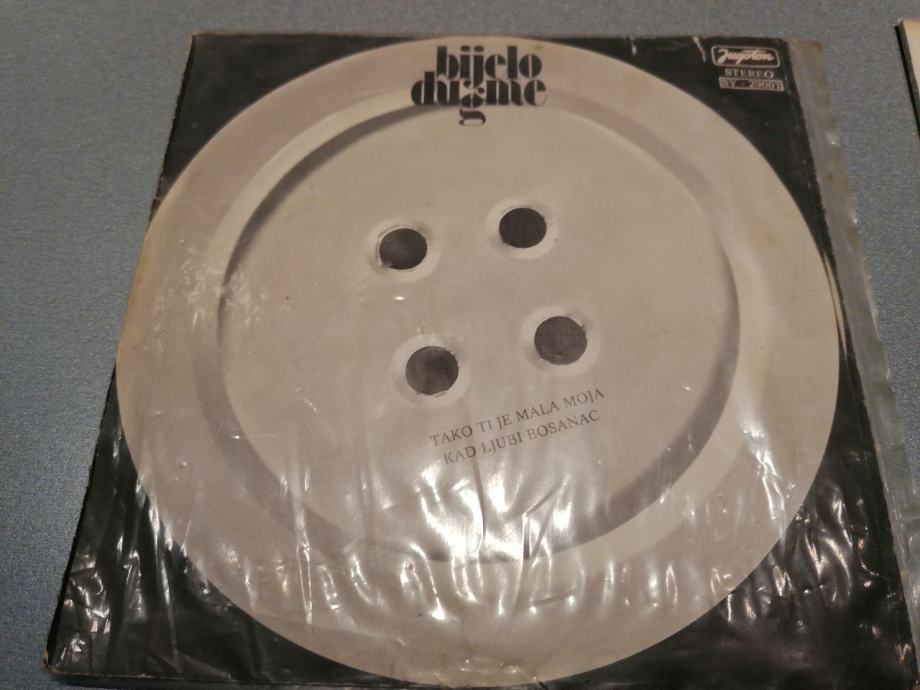 bijelo
dugme
Jugoton
STEREO
SY - 29001
TAKO TI JE MALA MOJA
KAD LJUBI BOSANAC